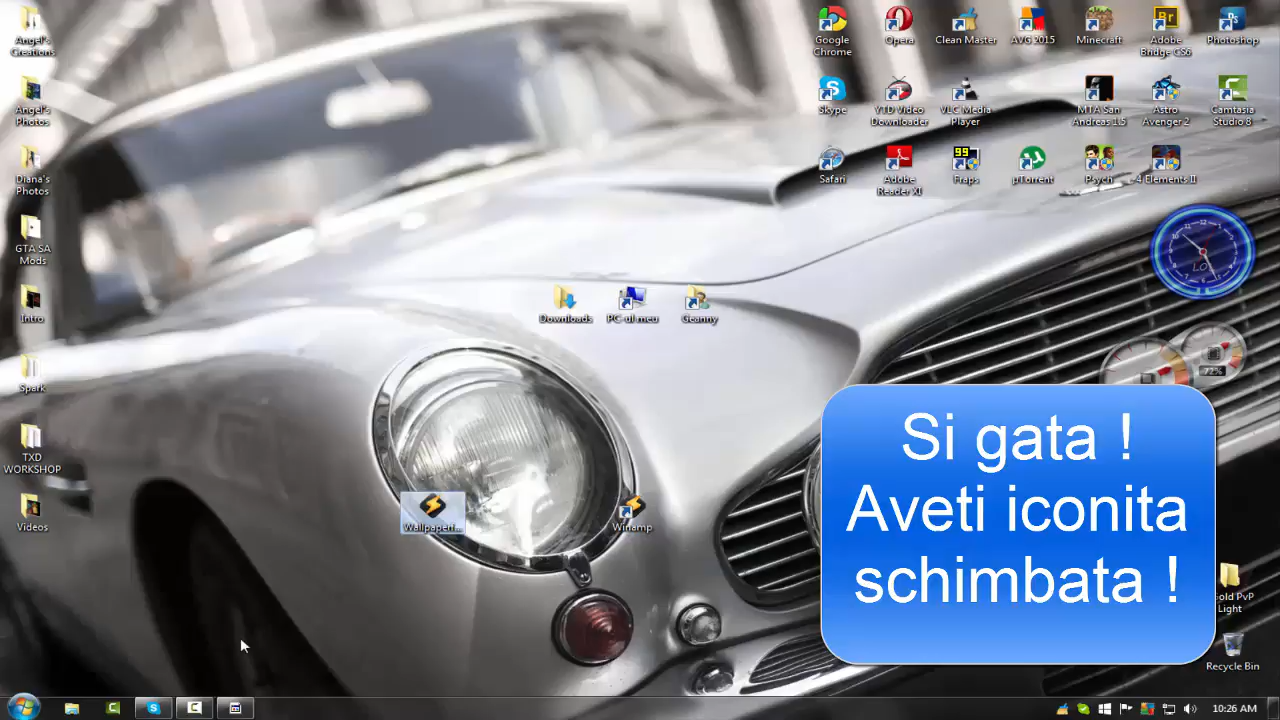 Angel's
Creations
Angel's
Photos
Diana's
Photos
GTA SA
Mods
Intro
Spark
TXD
WORKSHOP
Videos
Google
Chrome
Opera
Clean Master
AVG 2015
Minecraft
Adobe
Bridge CS6
Photoshop
Skype
YTD Video
Downloader
VLC Media
Player
MTA San
Andreas 1.5
Astro
Avenger 2
Camtasia
Studio 8
Safari
Adobe
Reader XI
Fraps
µTorrent
Psych
4 Elements II
Downloads
PC-ul meu
Geanny
72%
Si gata !
Aveti iconita
schimbata !
Winamp
Light
Recycle Bin
10:26 AM